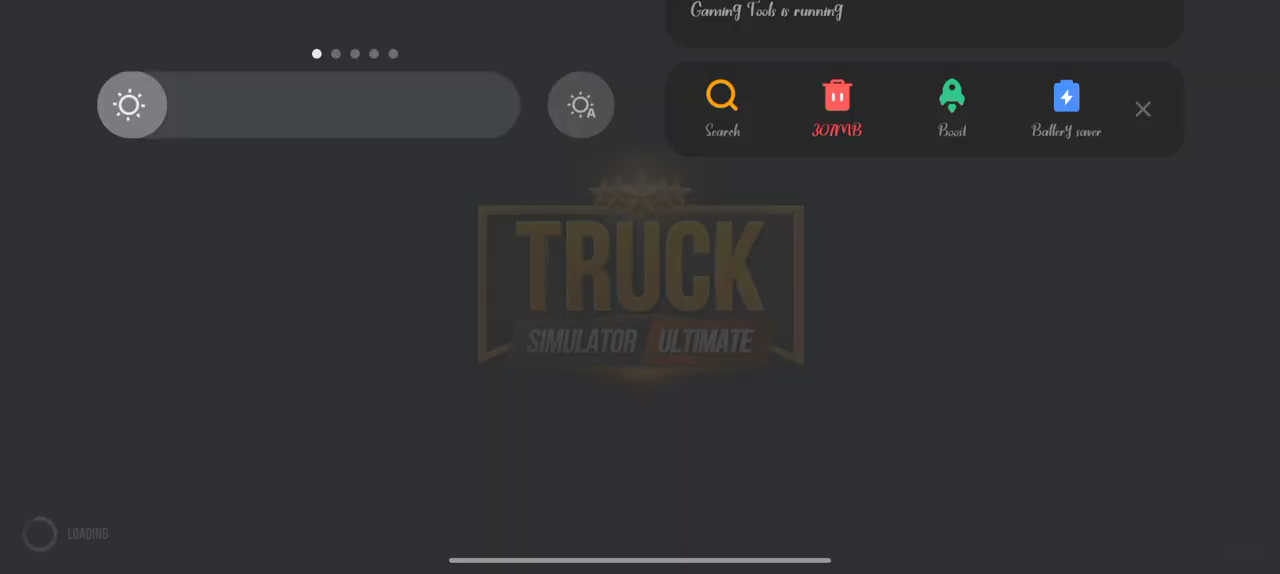 Gaming Tools is running
Search
307MB
Boost
Battery saver
A
TRUCK
SIMULATOR ULTIMATE
LOADING